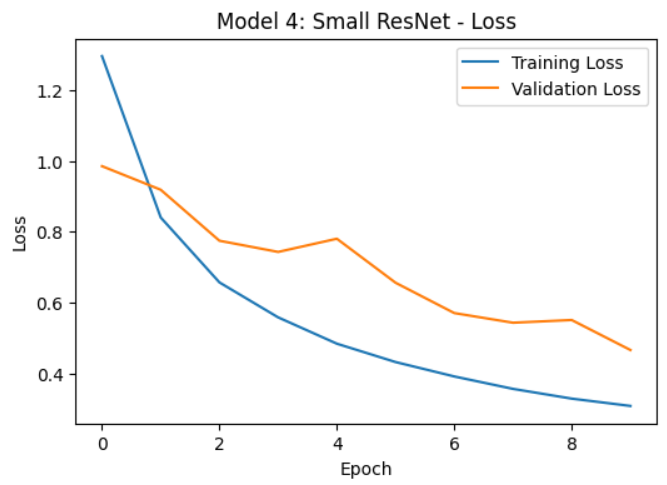 Model 4: Small ResNet - Loss
Training Loss
Validation Loss
1.2
1.0
0.8
0.6
0.4
Loss
0 2 4 6 8
Epoch